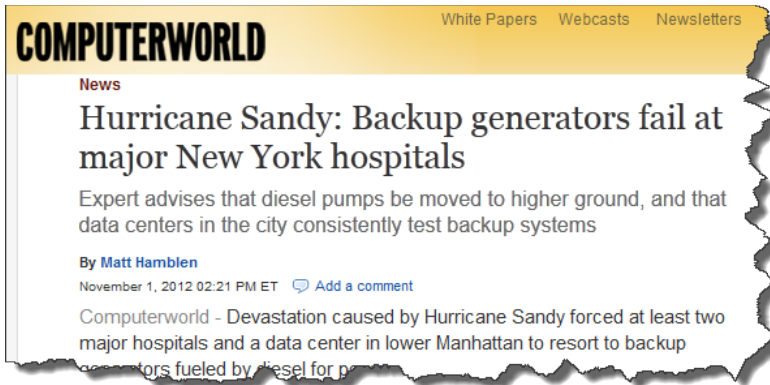 White Papers Webcasts Newsletters
COMPUTERWORLD
News
Hurricane Sandy: Backup generators fail at
major New York hospitals
Expert advises that diesel pumps be moved to higher ground, and that
data centers in the city consistently test backup systems
By Matt Hamblen
November 1, 2012 02:21 PM ET Add a comment
Computerworld - Devastation caused by Hurricane Sandy forced at least two
major hospitals and a data center in lower Manhattan to resort to backup
generators fueled by diesel for